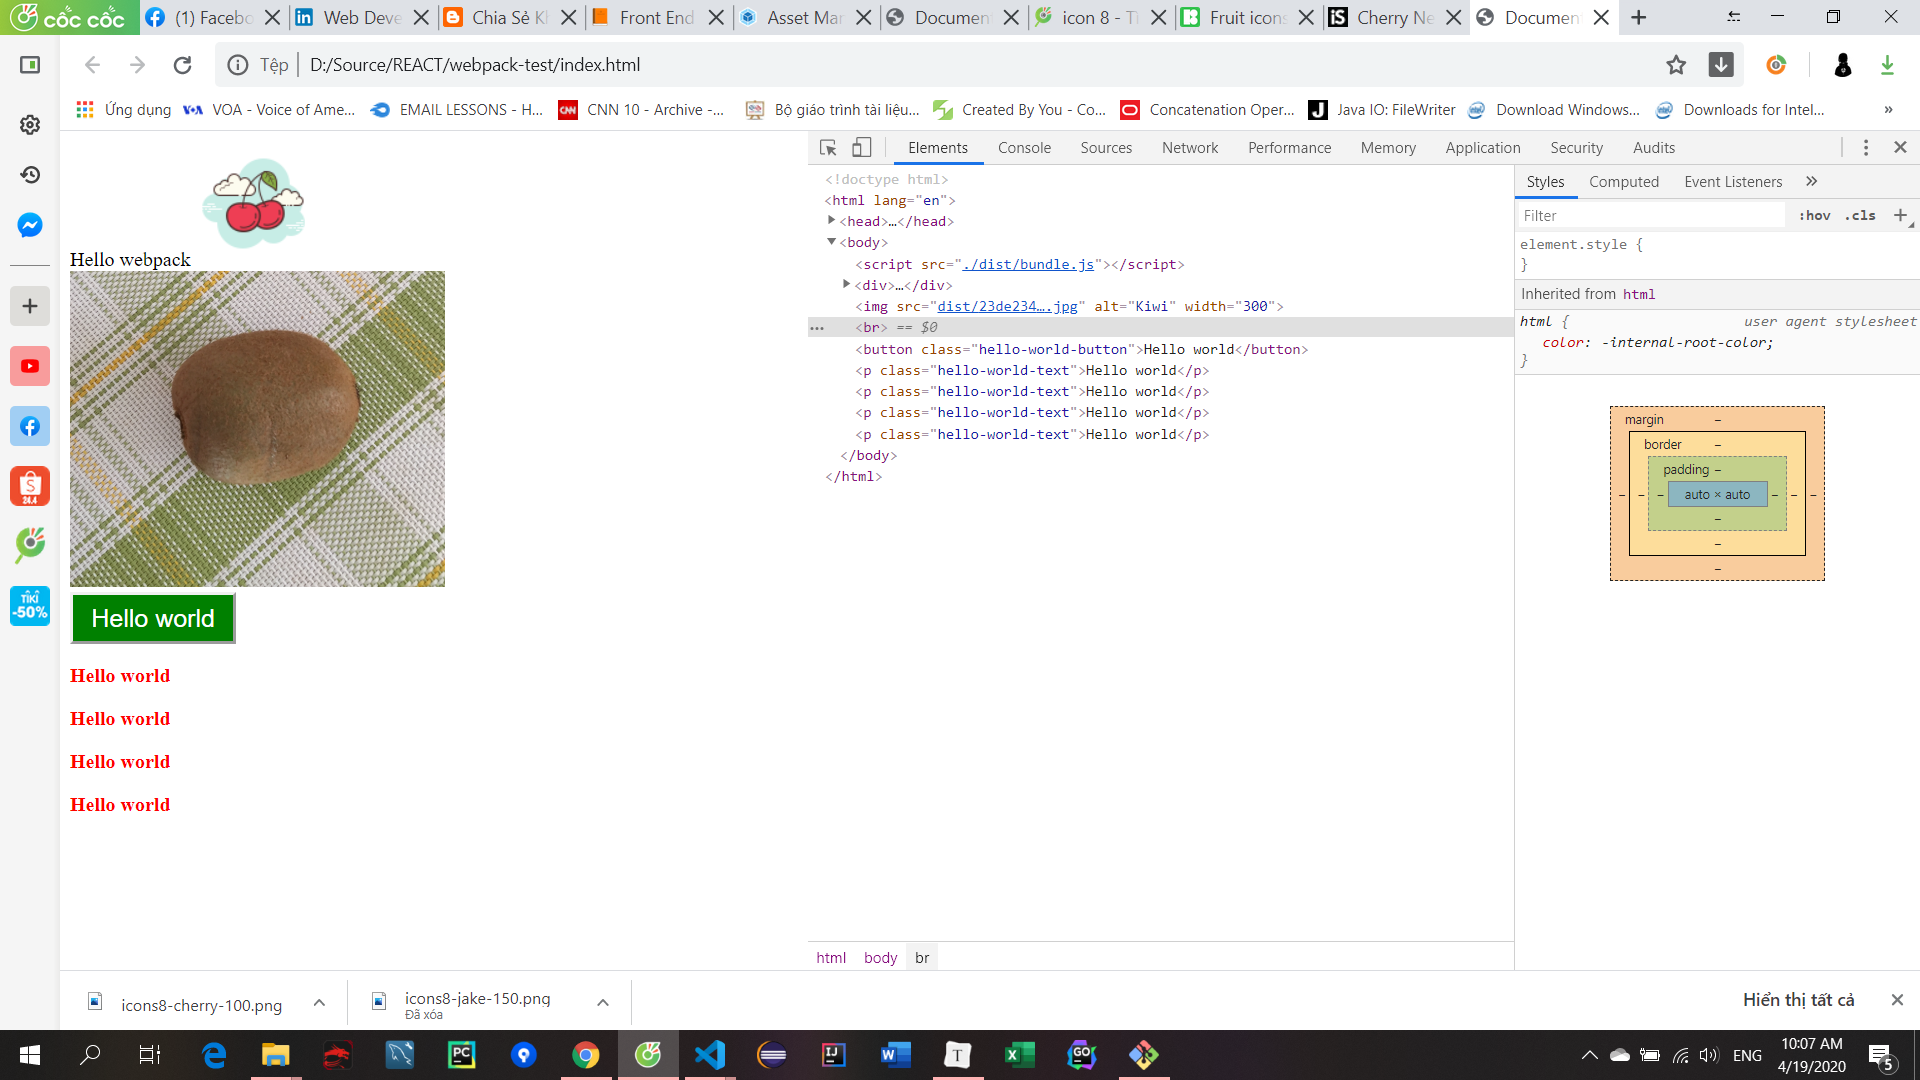 cốc cốc
(1) Facebo
Web Deve
Chia Sẻ Kh
Front End
Asset Mar
Documen
icon 8 - Tì
Fruit icons
Cherry Ne
Documen
Tệp
D:/Source/REACT/webpack-test/index.html
Ứng dụng
VOA - Voice of Ame...
EMAIL LESSONS - H...
CNN 10 - Archive -...
Bộ giáo trình tài liệu...
Created By You - Co...
Concatenation Oper...
Java IO: FileWriter
Download Windows...
Downloads for Intel...
»
Hello webpack
Hello world
Hello world
Hello world
Hello world
Hello world
Elements Console Sources Network Performance Memory Application Security Audits
<!doctype html>
<html lang="en">
<head>…</head>
<body>
<script src="./dist/bundle.js"></script>
<div>…</div>
<img src="dist/23de234….jpg" alt="Kiwi" width="300">
<br> == $0
<button class="hello-world-button">Hello world</button>
<p class="hello-world-text">Hello world</p>
<p class="hello-world-text">Hello world</p>
<p class="hello-world-text">Hello world</p>
<p class="hello-world-text">Hello world</p>
</body>
</html>
html body br
Styles Computed Event Listeners »
Filter :hov .cls +
element.style {
}
Inherited from html
html { user agent stylesheet
color: -internal-root-color;
}
margin –
border –
padding –
– – – auto × auto – – –
–
–
–
S
24.4
TIKI
-50%
icons8-cherry-100.png
icons8-jake-150.png
Đã xóa
Hiển thị tất cả
PC
IJ
W
T
X
GO
ENG
10:07 AM
4/19/2020
5